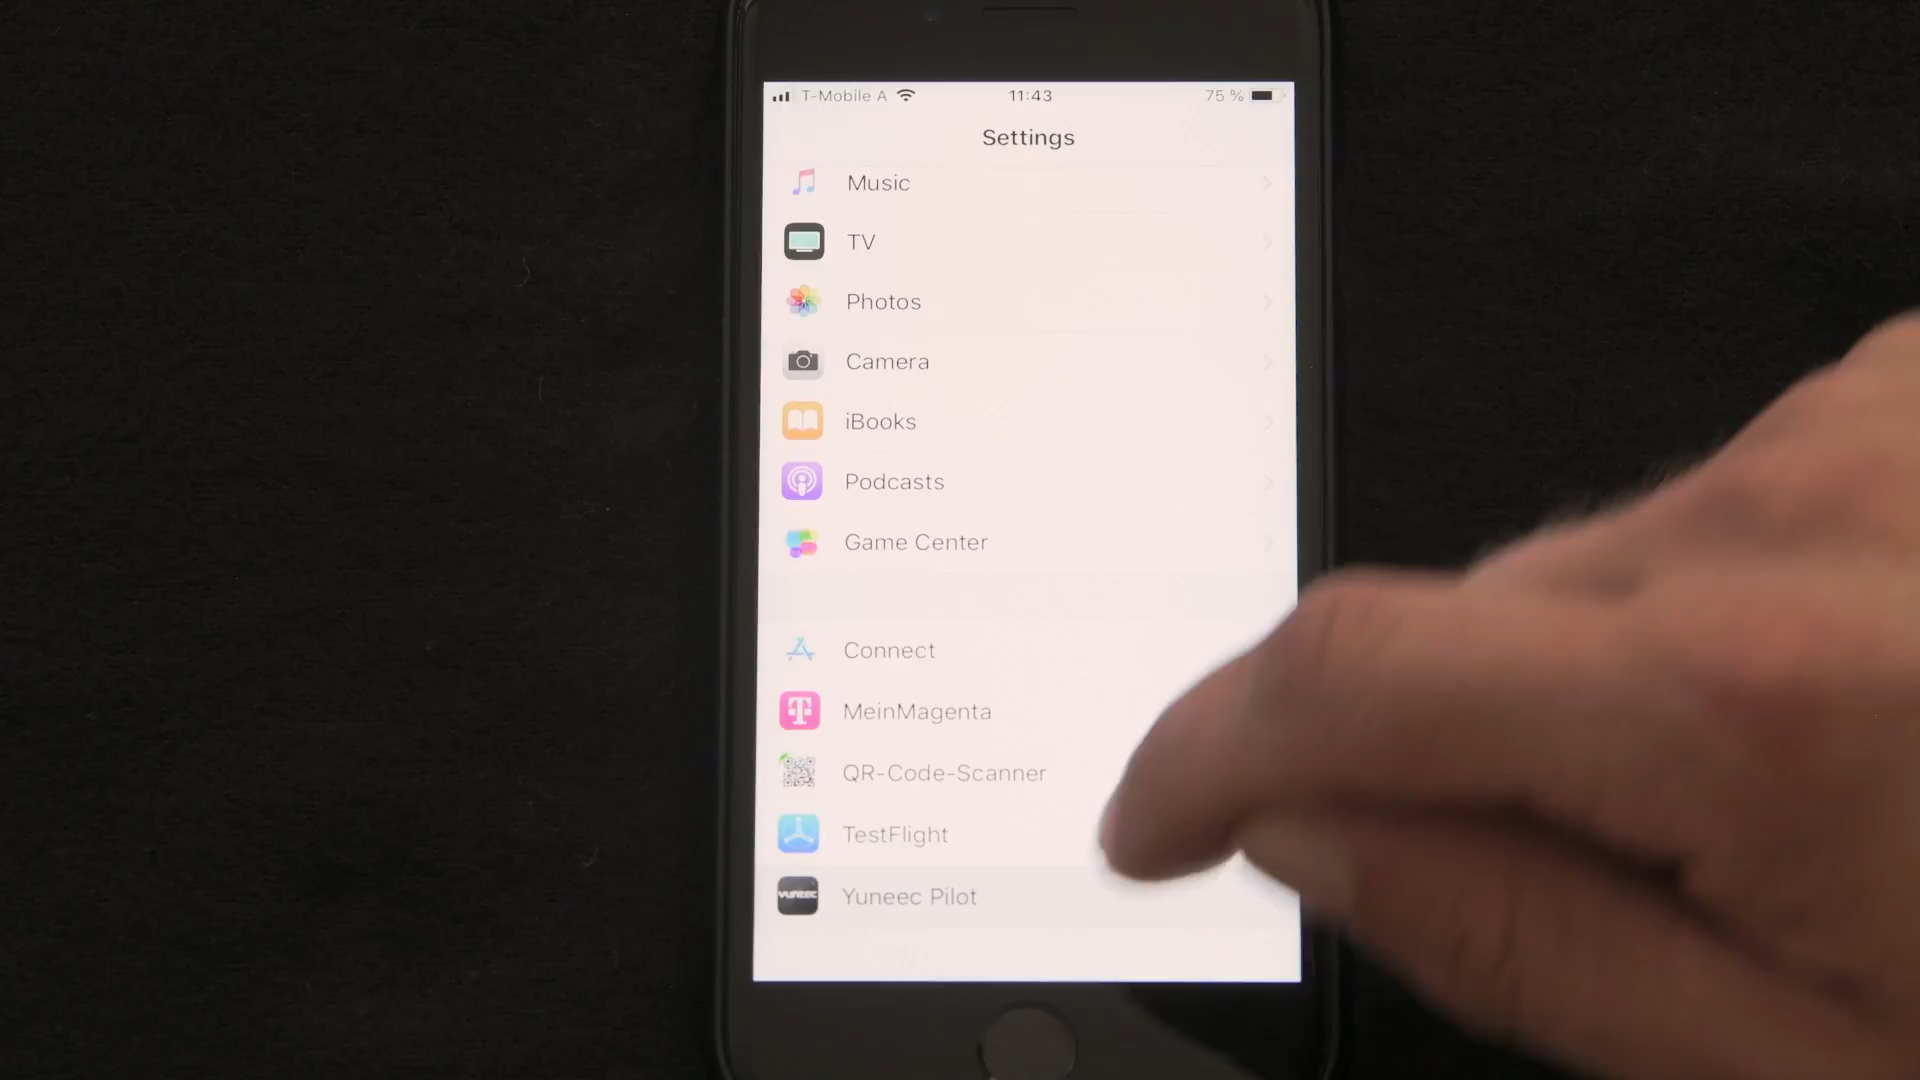 T-Mobile A 11:43 75 %
Settings
Music
TV
Photos
Camera
iBooks
Podcasts
Game Center
Connect
T MeinMagenta
QR-Code-Scanner
TestFlight
YUNEEC Yuneec Pilot